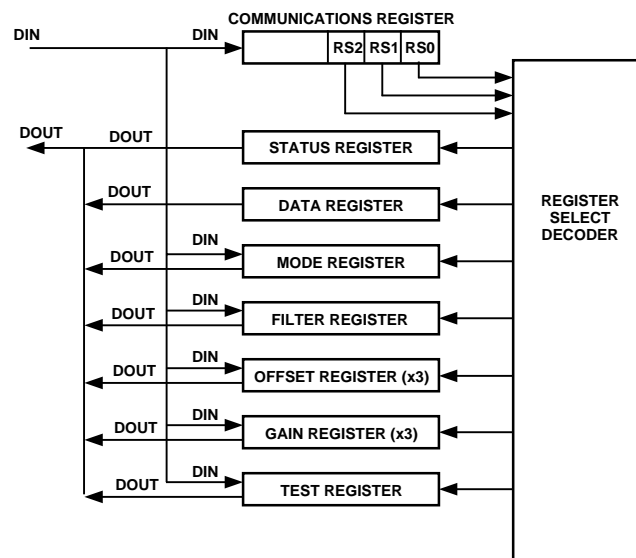 COMMUNICATIONS REGISTER
DIN
DIN
RS2
RS1
RS0
DOUT
DOUT
STATUS REGISTER
DOUT
DATA REGISTER
REGISTER
SELECT
DECODER
DIN
DOUT
MODE REGISTER
DIN
DOUT
FILTER REGISTER
DIN
DOUT
OFFSET REGISTER (x3)
DIN
DOUT
GAIN REGISTER (x3)
DIN
DOUT
TEST REGISTER